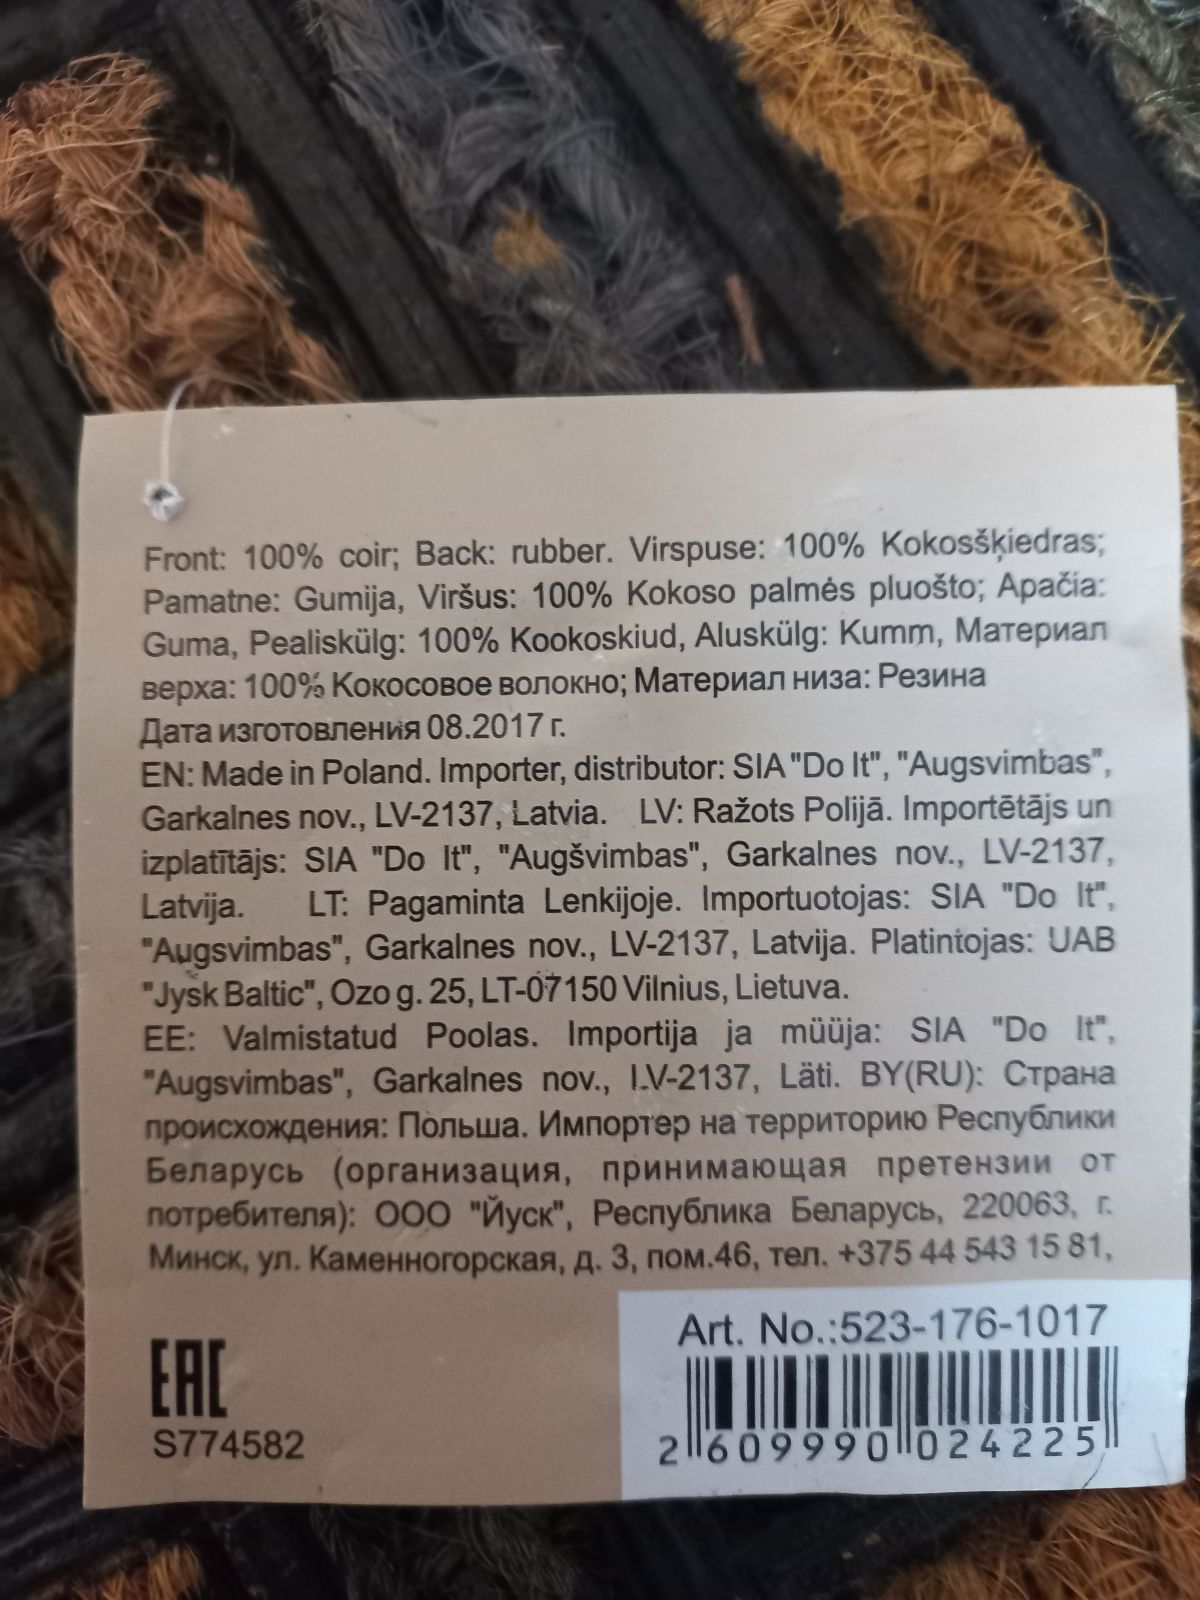 Front: 100% coir; Back: rubber. Virspuse: 100% Kokosšķiedras;
Pamatne: Gumija, Viršus: 100% Kokoso palmės pluošto; Apačia:
Guma, Pealiskülg: 100% Kookoskiud, Aluskülg: Kumm, Материал
верха: 100% Кокосовое волокно; Материал низа: Резина
Дата изготовления 08.2017 г.
EN: Made in Poland. Importer, distributor: SIA "Do It", "Augsvimbas",
Garkalnes nov., LV-2137, Latvia. LV: Ražots Polijā. Importētājs un
izplatītājs: SIA "Do It", "Augšvimbas", Garkalnes nov., LV-2137,
Latvija. LT: Pagaminta Lenkijoje. Importuotojas: SIA "Do It",
"Augsvimbas", Garkalnes nov., LV-2137, Latvija. Platintojas: UAB
"Jysk Baltic", Ozo g. 25, LT-07150 Vilnius, Lietuva.
EE: Valmistatud Poolas. Importija ja müüja: SIA "Do It",
"Augsvimbas", Garkalnes nov., LV-2137, Läti. BY(RU): Страна
происхождения: Польша. Импортер на территорию Республики
Беларусь (организация, принимающая претензии от
потребителя): ООО "Йуск", Республика Беларусь, 220063, г.
Минск, ул. Каменногорская, д. 3, пом.46, тел. +375 44 543 15 81,
Art. No.:523-176-1017
EAC
S774582
2 609990 024225